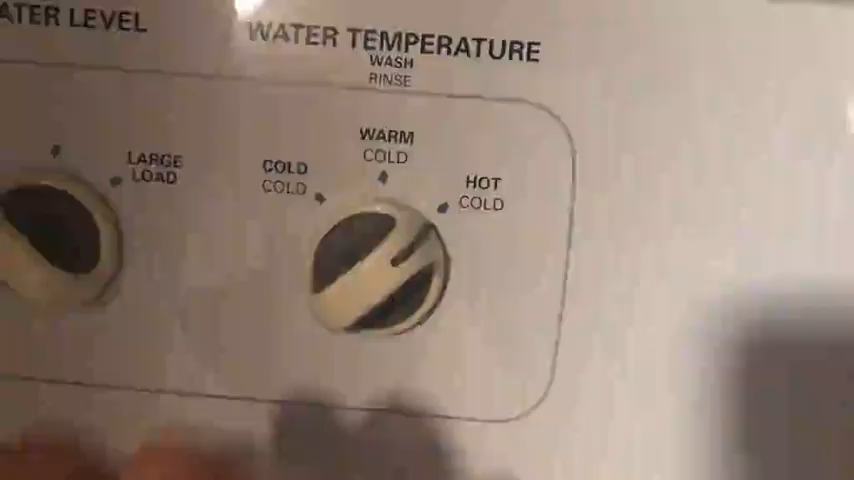 ATER LEVEL
WATER TEMPERATURE
WASH
RINSE
LARGE
LOAD
COLD
COLD
WARM
COLD
HOT
COLD